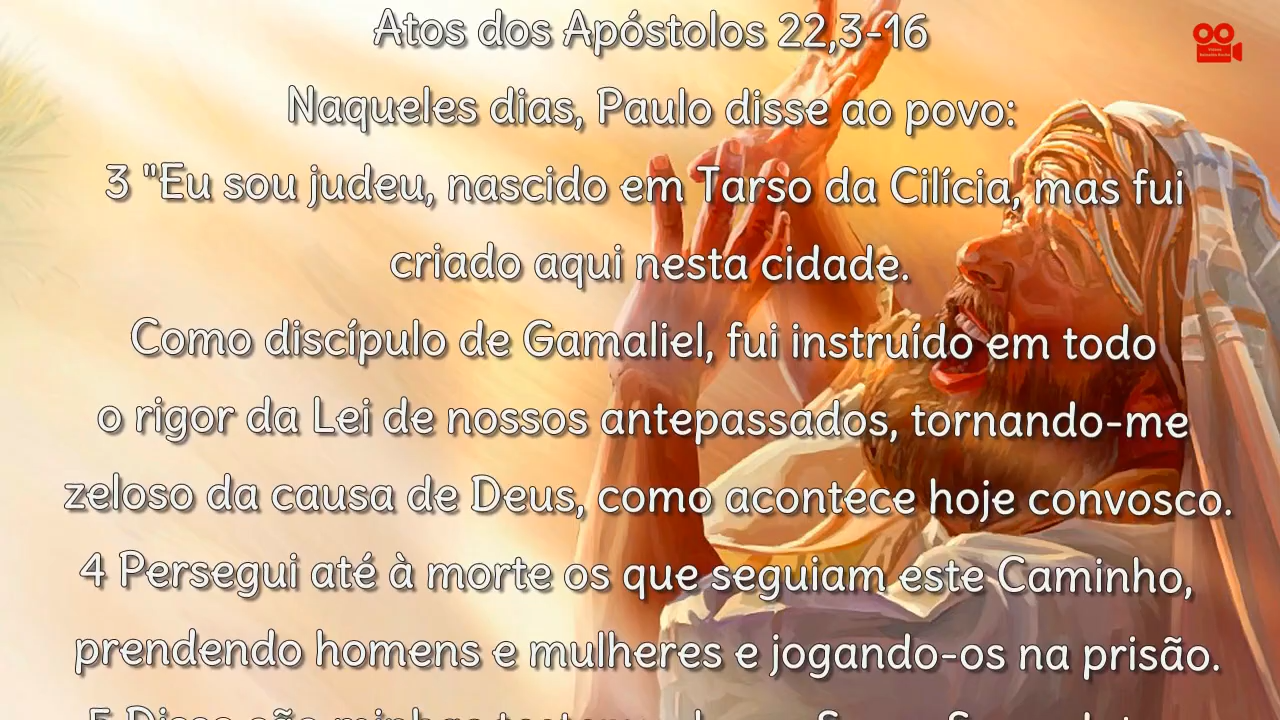 Atos dos Apóstolos 22,3-16
Naqueles dias, Paulo disse ao povo:
3 "Eu sou judeu, nascido em Tarso da Cilícia, mas fui
criado aqui nesta cidade.
Como discípulo de Gamaliel, fui instruído em todo
o rigor da Lei de nossos antepassados, tornando-me
zeloso da causa de Deus, como acontece hoje convosco.
4 Persegui até à morte os que seguiam este Caminho,
prendendo homens e mulheres e jogando-os na prisão.